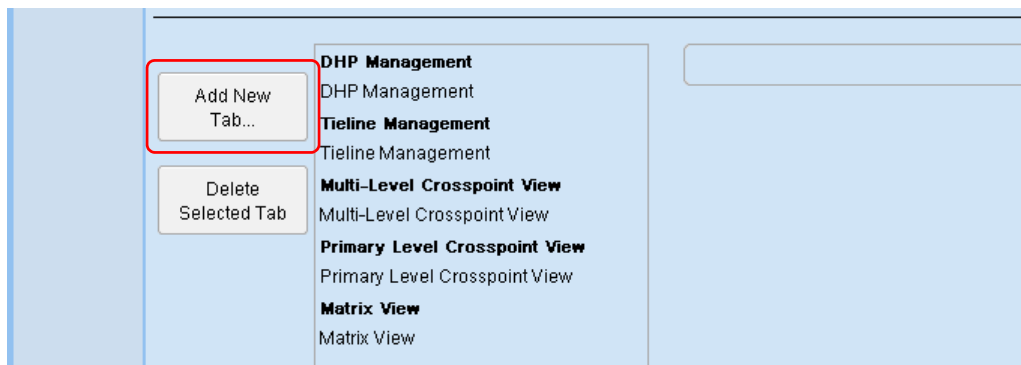 Add New
Tab...
Delete
Selected Tab
DHP Management
DHP Management
Tieline Management
Tieline Management
Multi-Level Crosspoint View
Multi-Level Crosspoint View
Primary Level Crosspoint View
Primary Level Crosspoint View
Matrix View
Matrix View